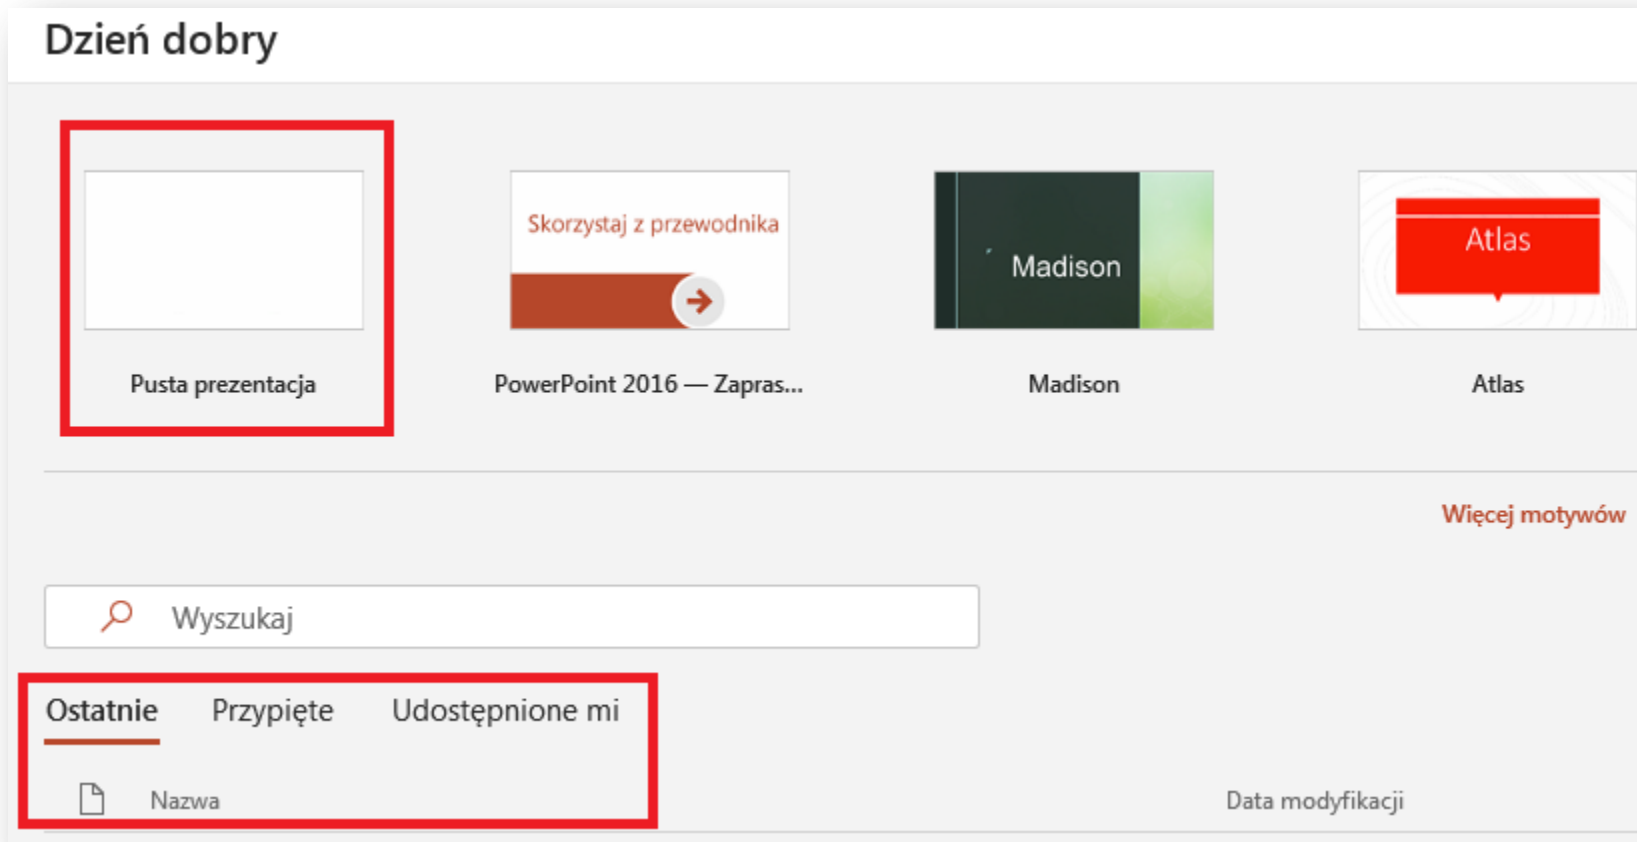 Dzień dobry
Skorzystaj z przewodnika
Madison
Atlas
Pusta prezentacja
PowerPoint 2016 — Zapras...
Madison
Atlas
Więcej motywów
Wyszukaj
Ostatnie Przypięte Udostępnione mi
Nazwa Data modyfikacji